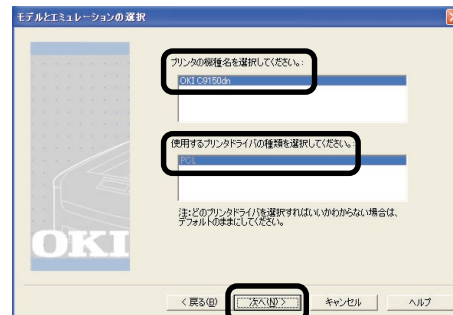 モデルとエミュレーションの選択
プリンタの機種名を選択してください。:
OKI C9150dn
使用するプリンタドライバの種類を選択してください。:
PCL
注:どのプリンタドライバを選択すればいいかわからない場合は、
デフォルトのままにしてください。
OKI
< 戻る(B)
次へ(N) >
キャンセル
ヘルプ